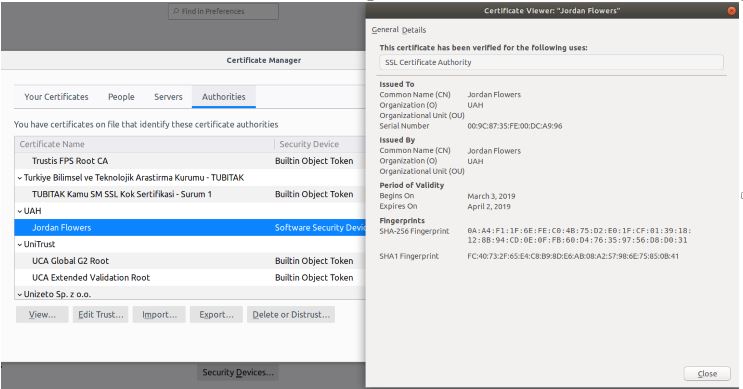 Find in Preferences
Certificate Manager
Your Certificates People Servers Authorities
You have certificates on file that identify these certificate authorities
Certificate Name Security Device
Trustis FPS Root CA Builtin Object Token
Turkiye Bilimsel ve Teknolojik Arastirma Kurumu - TUBITAK
TUBITAK Kamu SM SSL Kok Sertifikasi - Surum 1 Builtin Object Token
UAH
Jordan Flowers Software Security Devic
UniTrust
UCA Global G2 Root Builtin Object Token
UCA Extended Validation Root Builtin Object Token
Unizeto Sp. z o.o.
View... Edit Trust... Import... Export... Delete or Distrust...
Security Devices...
Certificate Viewer: "Jordan Flowers"
General Details
This certificate has been verified for the following uses:
SSL Certificate Authority
Issued To
Common Name (CN) Jordan Flowers
Organization (O) UAH
Organizational Unit (OU)
Serial Number 00:9C:87:35:FE:00:DC:A9:96
Issued By
Common Name (CN) Jordan Flowers
Organization (O) UAH
Organizational Unit (OU)
Period of Validity
Begins On March 3, 2019
Expires On April 2, 2019
Fingerprints
SHA-256 Fingerprint 0A:A4:F1:1F:6E:FE:C0:4B:75:D2:E0:1F:CF:01:39:18:
12:8B:94:CD:0E:0F:FB:60:D4:76:35:97:56:D8:D0:31
SHA1 Fingerprint FC:40:73:2F:65:E4:C8:B9:8D:E6:AB:08:A2:57:98:6E:75:85:0B:41
Close